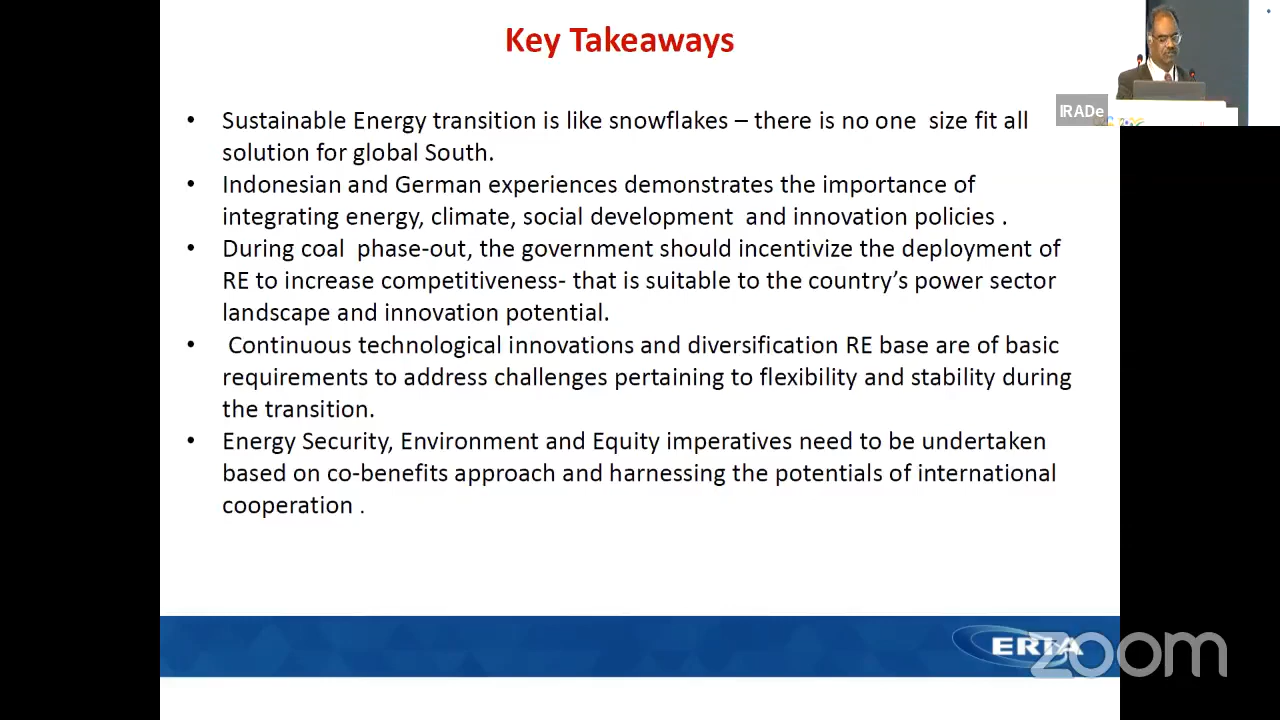 Key Takeaways
IRADe
• Sustainable Energy transition is like snowflakes – there is no one size fit all
solution for global South.
• Indonesian and German experiences demonstrates the importance of
integrating energy, climate, social development and innovation policies .
• During coal phase-out, the government should incentivize the deployment of
RE to increase competitiveness- that is suitable to the country’s power sector
landscape and innovation potential.
• Continuous technological innovations and diversification RE base are of basic
requirements to address challenges pertaining to flexibility and stability during
the transition.
• Energy Security, Environment and Equity imperatives need to be undertaken
based on co-benefits approach and harnessing the potentials of international
cooperation .
ERIA
zoom